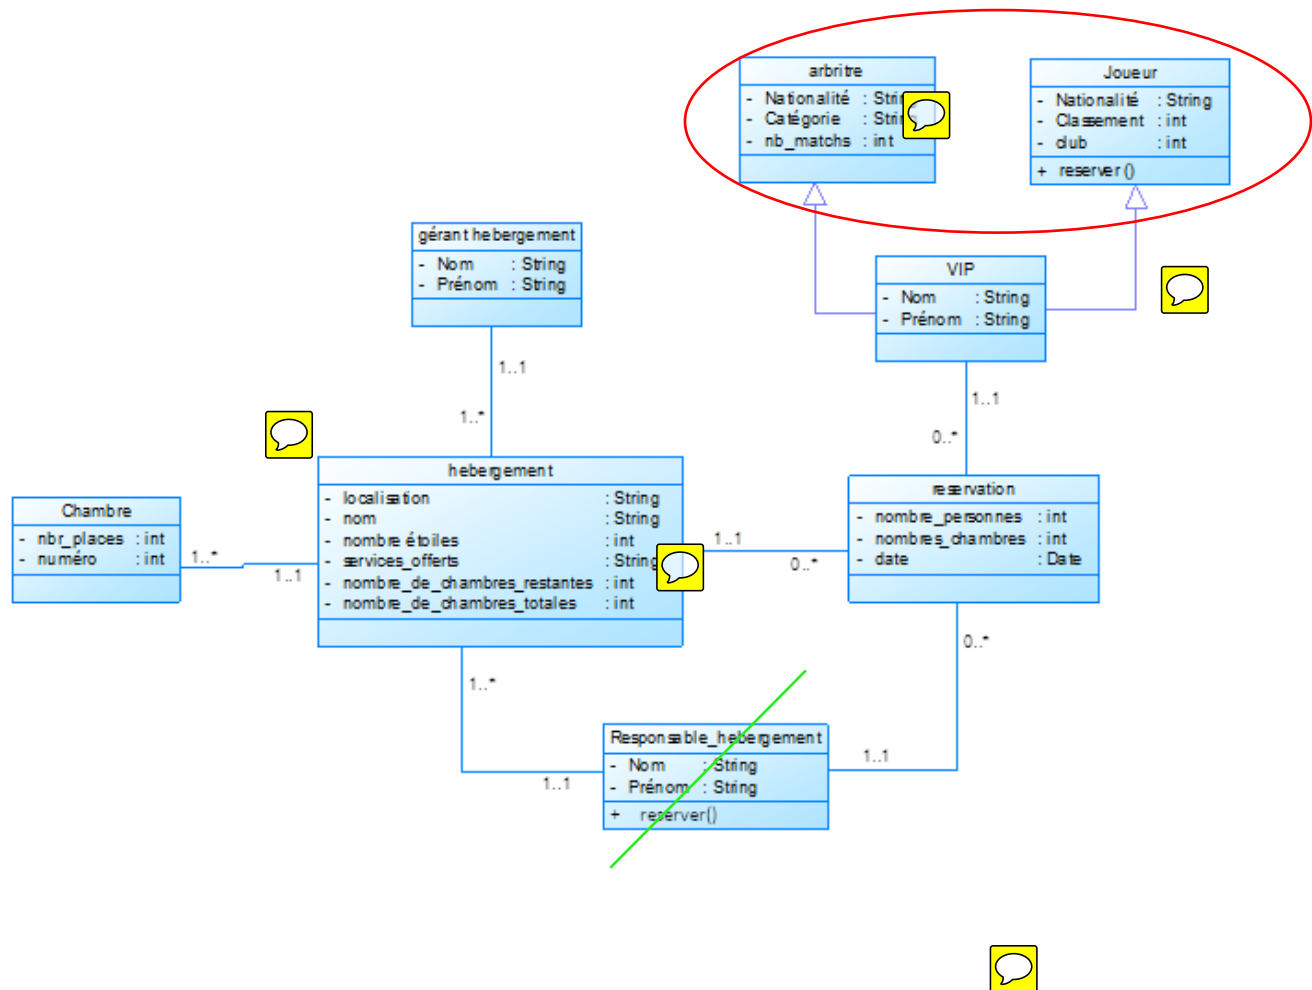 arbritre
- Nationalité : String
- Catégorie : String
- nb_matchs : int
Joueur
- Nationalité : String
- Classement : int
- club : int
+ reserver ()
gérant hebergement
- Nom : String
- Prénom : String
VIP
- Nom : String
- Prénom : String
1..1
1..*
1..1
0..*
hebergement
- localisation : String
- nom : String
- nombre étoiles : int
- services_offerts : String
- nombre_de_chambres_restantes : int
- nombre_de_chambres_totales : int
Chambre
- nbr_places : int
- numéro : int
1..*
1..1
reservation
- nombre_personnes : int
- nombres_chambres : int
- date : Date
1..1
0..*
0..*
1..*
Responsable_hebergement
- Nom : String
- Prénom : String
+ reserver()
1..1
1..1